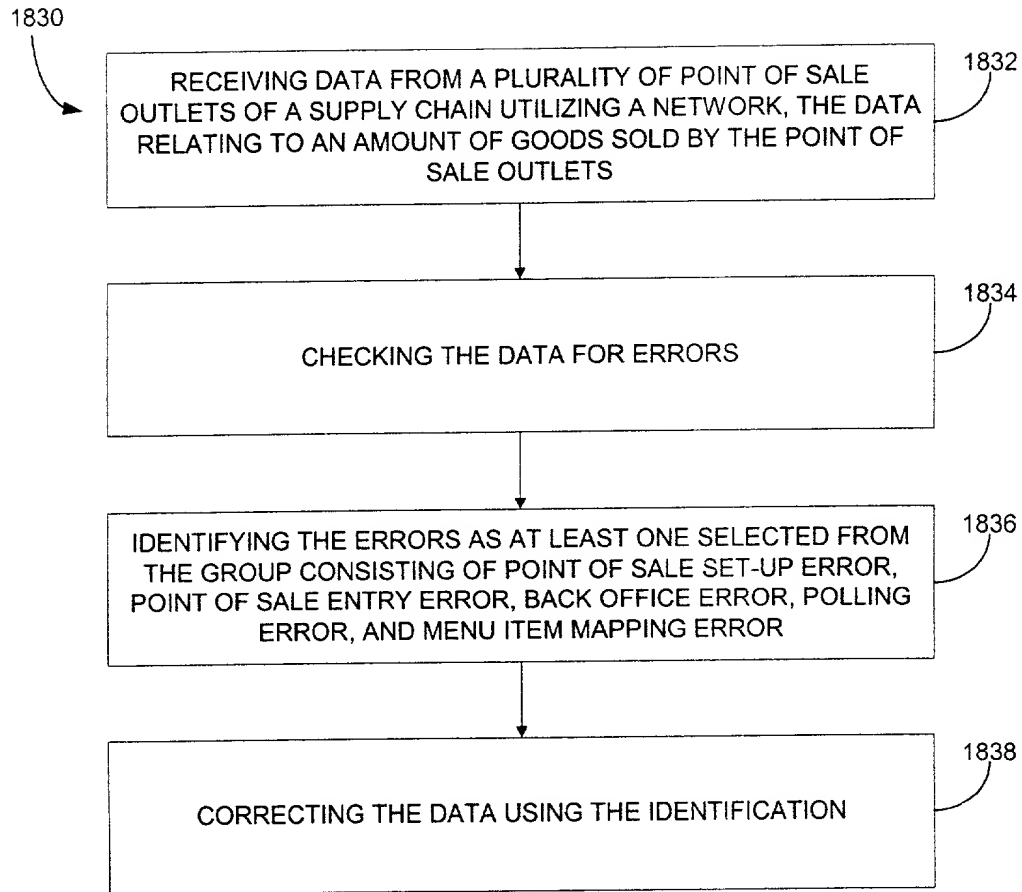 1830
1832
RECEIVING DATA FROM A PLURALITY OF POINT OF SALE
OUTLETS OF A SUPPLY CHAIN UTILIZING A NETWORK, THE DATA
RELATING TO AN AMOUNT OF GOODS SOLD BY THE POINT OF
SALE OUTLETS
1834
CHECKING THE DATA FOR ERRORS
1836
IDENTIFYING THE ERRORS AS AT LEAST ONE SELECTED FROM
THE GROUP CONSISTING OF POINT OF SALE SET-UP ERROR,
POINT OF SALE ENTRY ERROR, BACK OFFICE ERROR, POLLING
ERROR, AND MENU ITEM MAPPING ERROR
1838
CORRECTING THE DATA USING THE IDENTIFICATION